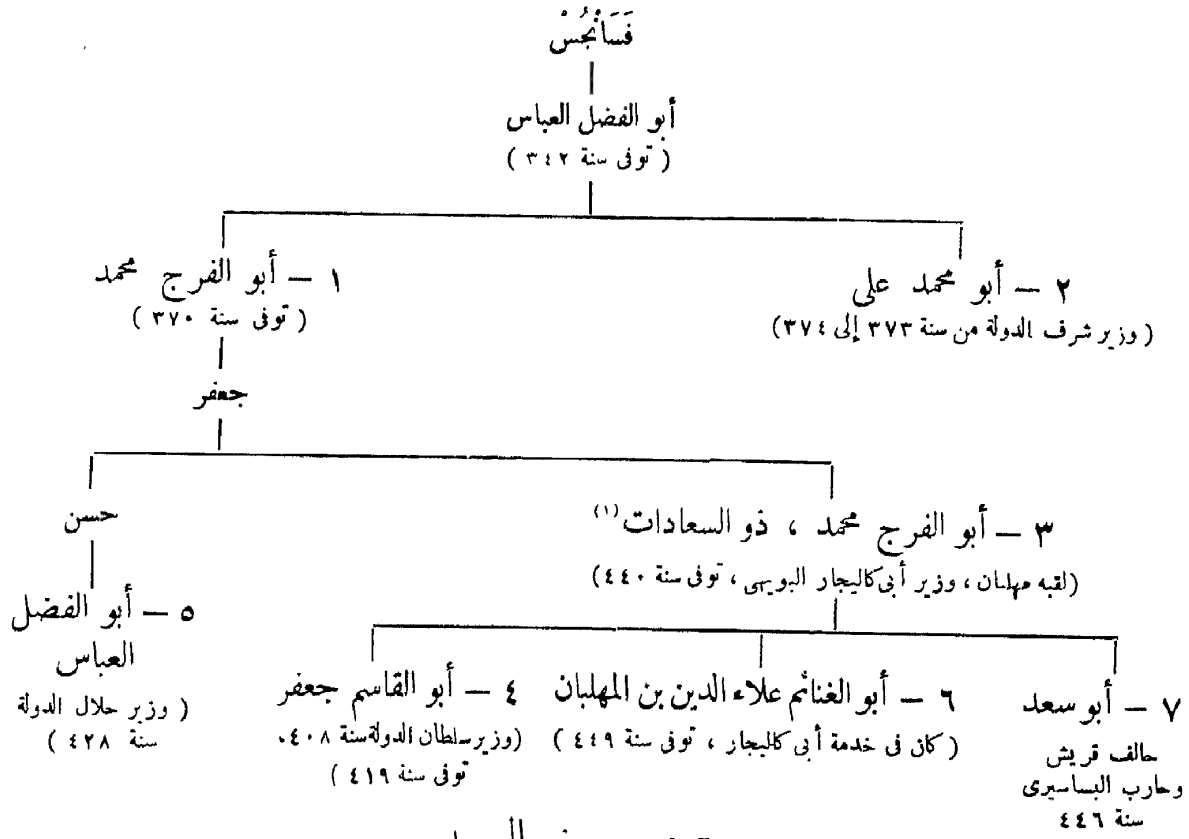 فَسَانْجُسْ
أبو الفضل العباس
( توفى سنة ٣٤٢ )
٢ — أبو محمد على
( وزير شرف الدولة من سنة ٣٧٣ إلى ٣٧٤ )
١ — أبو الفرج محمد
( توفى سنة ٣٧٠ )
جعفر
٣ — أبو الفرج محمد ، ذو السعادات (١)
(لقبه مهلبان ، وزير أبى كاليجار البويهى ، توفى سنة ٤٤٠)
حسن
٥ — أبو الفضل
العباس
( وزير حلال الدولة
سنة ٤٢٨ )
٧ — أبو سعد
حالف قريش
وحارب البساسيرى
سنة ٤٤٦
٦ — أبو الغنائم علاء الدين بن المهلبان
( كان فى خدمة أبى كاليجار ، توفى سنة ٤٤٩ )
٤ — أبو القاسم جعفر
(وزير سلطان الدولة سنة ٤٠٨.
توفى سنة ٤١٩ )